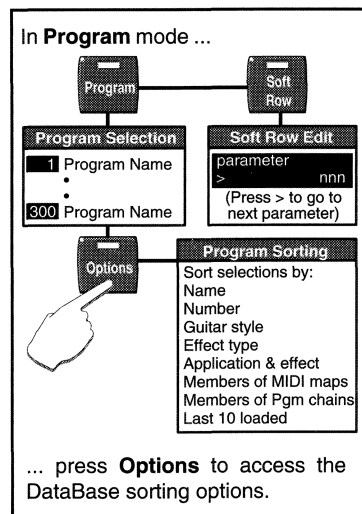 In Program mode ...
Program
Soft
Row
Program Selection
1 Program Name
•
•
300 Program Name
Soft Row Edit
parameter
> nnn
(Press > to go to
next parameter)
Options
Program Sorting
Sort selections by:
Name
Number
Guitar style
Effect type
Application & effect
Members of MIDI maps
Members of Pgm chains
Last 10 loaded
... press Options to access the
DataBase sorting options.